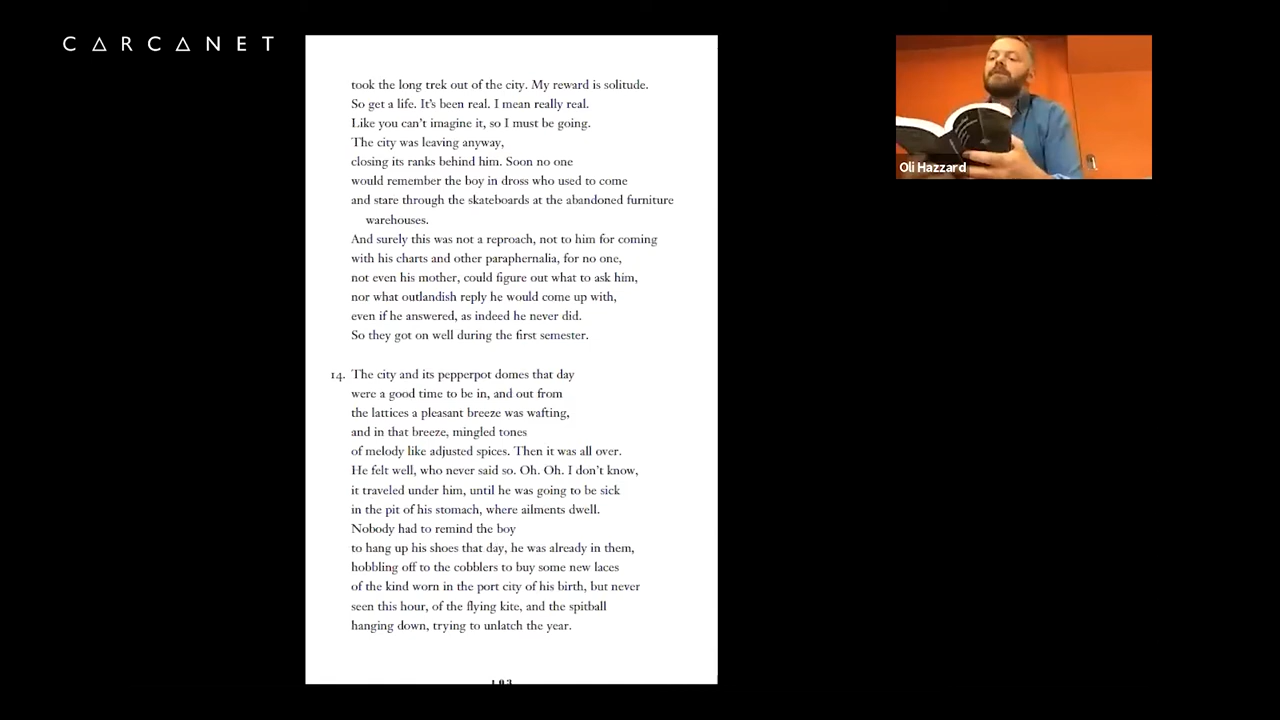 CARCANET
took the long trek out of the city. My reward is solitude.
So get a life. It's been real. I mean really real.
Like you can't imagine it, so I must be going.
The city was leaving anyway,
closing its ranks behind him. Soon no one
would remember the boy in dross who used to come
and stare through the skateboards at the abandoned furniture
warehouses.
And surely this was not a reproach, not to him for coming
with his charts and other paraphernalia, for no one,
not even his mother, could figure out what to ask him,
nor what outlandish reply he would come up with,
even if he answered, as indeed he never did.
So they got on well during the first semester.
14. The city and its pepperpot domes that day
were a good time to be in, and out from
the lattices a pleasant breeze was wafting,
and in that breeze, mingled tones
of melody like adjusted spices. Then it was all over.
He felt well, who never said so. Oh. Oh. I don't know,
it traveled under him, until he was going to be sick
in the pit of his stomach, where ailments dwell.
Nobody had to remind the boy
to hang up his shoes that day, he was already in them,
hobbling off to the cobblers to buy some new laces
of the kind worn in the port city of his birth, but never
seen this hour, of the flying kite, and the spitball
hanging down, trying to unlatch the year.
Oli Hazzard